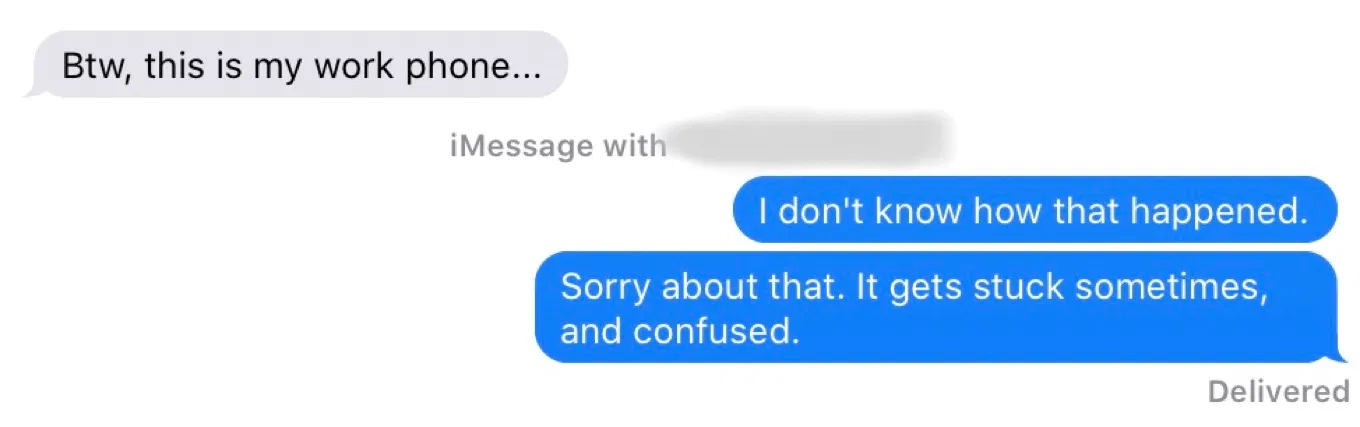 Btw, this is my work phone...
iMessage with
I don't know how that happened.
Sorry about that. It gets stuck sometimes,
and confused.
Delivered